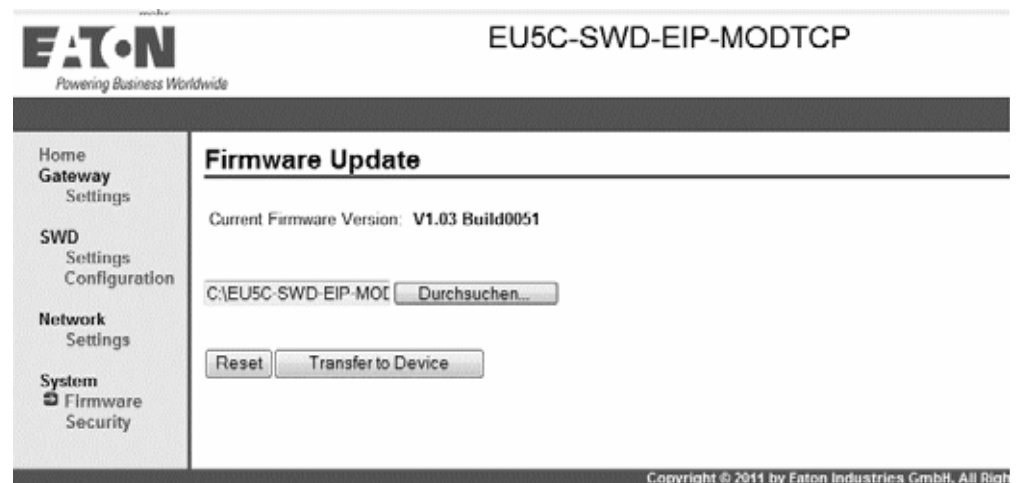 mehr
EATON
Powering Business Worldwide
EU5C-SWD-EIP-MODTCP
Home
Gateway
Settings
SWD
Settings
Configuration
Network
Settings
System
Firmware
Security
Firmware Update
Current Firmware Version: V1.03 Build0051
C:\EU5C-SWD-EIP-MOD Durchsuchen...
Reset Transfer to Device
Copyright © 2011 by Eaton Industries GmbH. All Righ